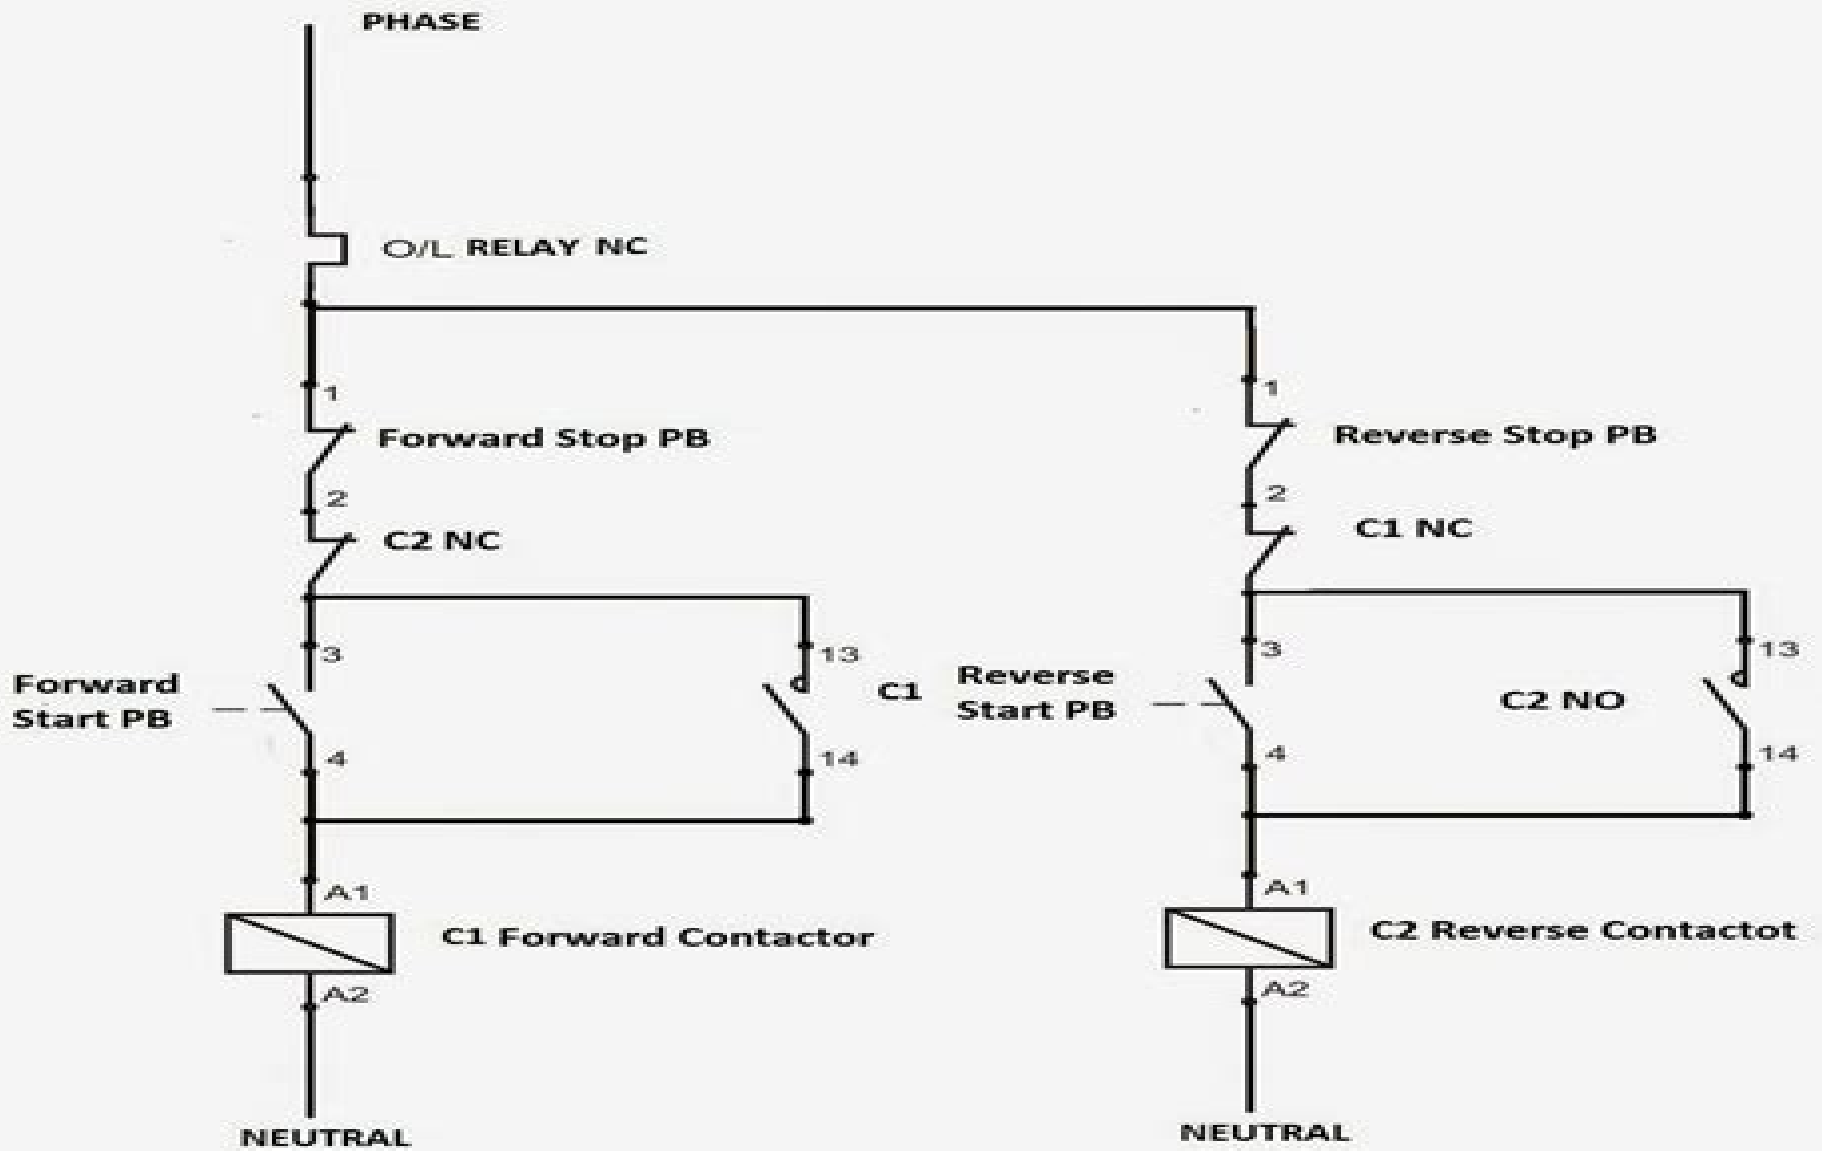 PHASE
O/L RELAY NC
1
Forward Stop PB
2
C2 NC
3
Forward
Start PB
4
13
C1
14
A1
C1 Forward Contactor
A2
NEUTRAL
1
Reverse Stop PB
2
C1 NC
3
Reverse
Start PB
4
13
C2 NO
14
A1
C2 Reverse Contactot
A2
NEUTRAL